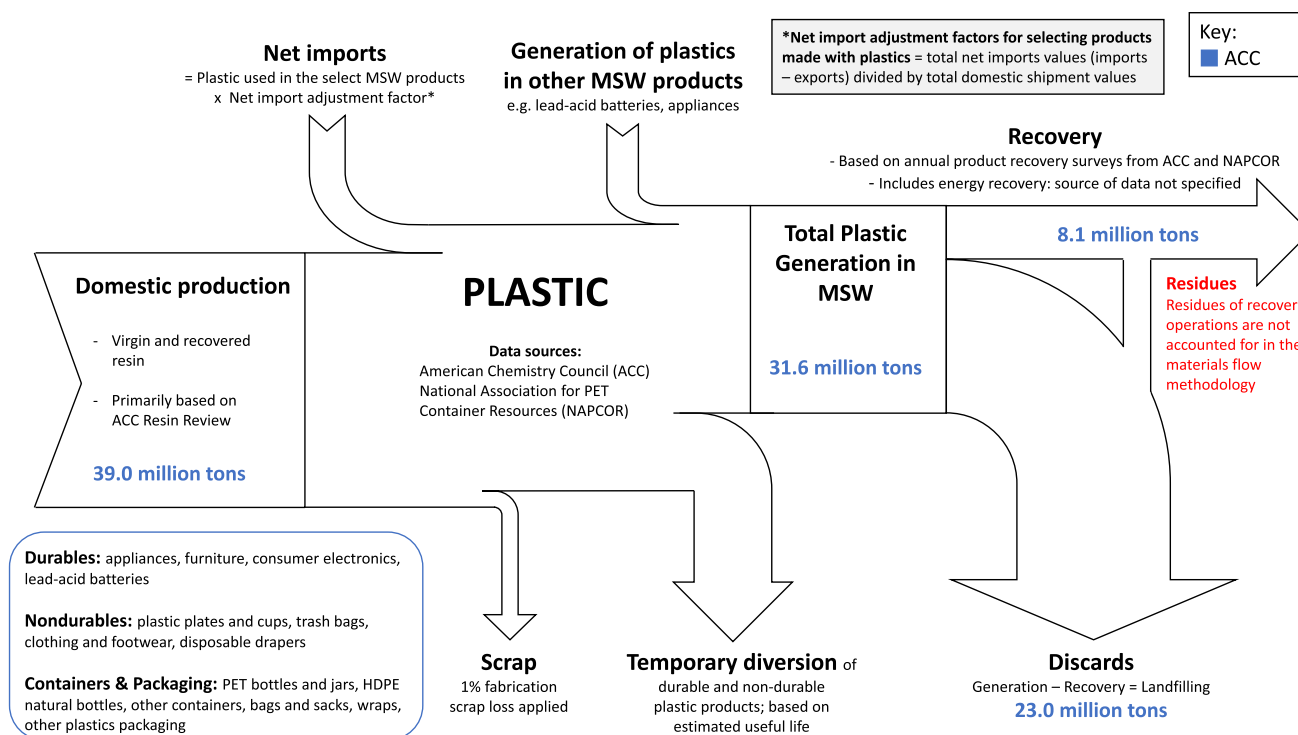 Net imports
= Plastic used in the select MSW products
x Net import adjustment factor*
Generation of plastics
in other MSW products
e.g. lead-acid batteries, appliances
*Net import adjustment factors for selecting products
made with plastics = total net imports values (imports
– exports) divided by total domestic shipment values
Key:
ACC
Recovery
- Based on annual product recovery surveys from ACC and NAPCOR
- Includes energy recovery: source of data not specified
8.1 million tons
Domestic production
- Virgin and recovered
resin
- Primarily based on
ACC Resin Review
39.0 million tons
PLASTIC
Data sources:
American Chemistry Council (ACC)
National Association for PET
Container Resources (NAPCOR)
Total Plastic
Generation in
MSW
31.6 million tons
Residues
Residues of recover
operations are not
accounted for in the
materials flow
methodology
Durables: appliances, furniture, consumer electronics,
lead-acid batteries
Nondurables: plastic plates and cups, trash bags,
clothing and footwear, disposable drapers
Containers & Packaging: PET bottles and jars, HDPE
natural bottles, other containers, bags and sacks, wraps,
other plastics packaging
Scrap
1% fabrication
scrap loss applied
Temporary diversion of
durable and non-durable
plastic products; based on
estimated useful life
Discards
Generation – Recovery = Landfilling
23.0 million tons